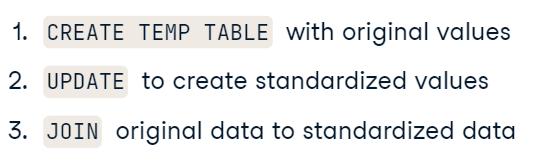 1. CREATE TEMP TABLE with original values
2. UPDATE to create standardized values
3. JOIN original data to standardized data